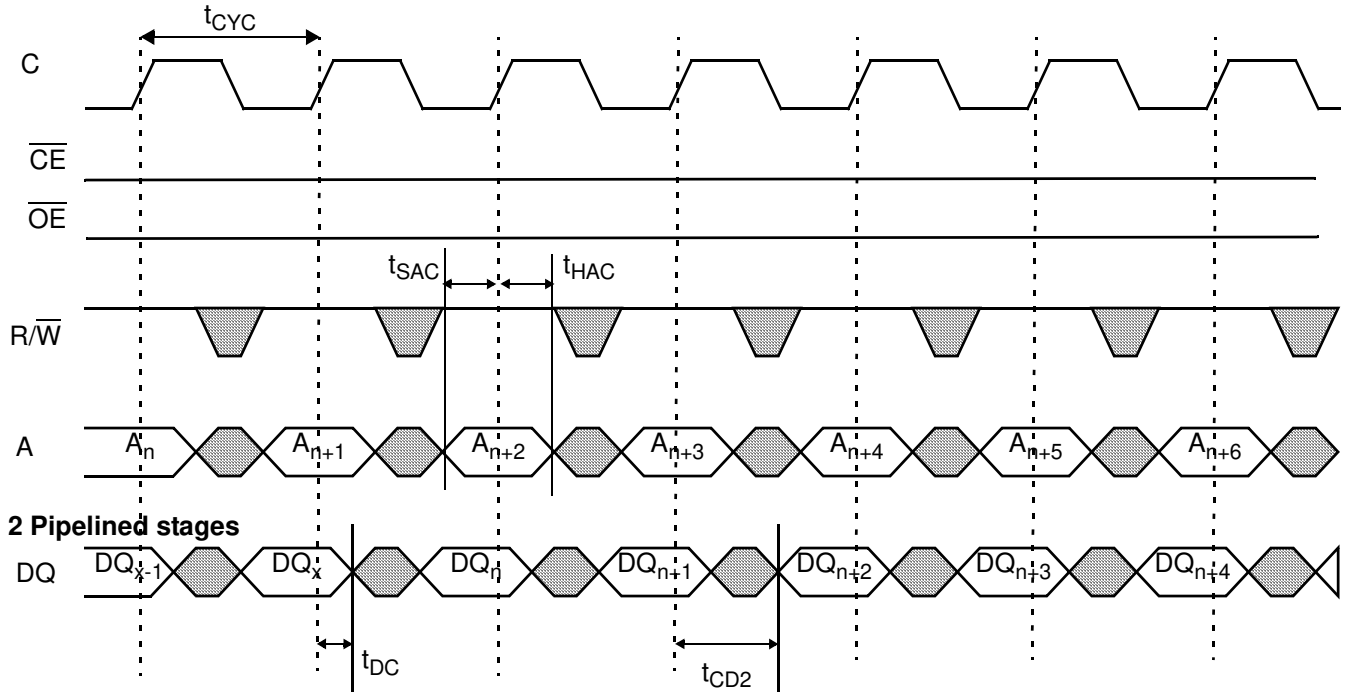 tCYC
C
CE
OE
tSAC tHAC
R/W
A An An+1 An+2 An+3 An+4 An+5 An+6
2 Pipelined stages
DQ DQx-1 DQx DQn DQn+1 DQn+2 DQn+3 DQn+4
tDC tCD2